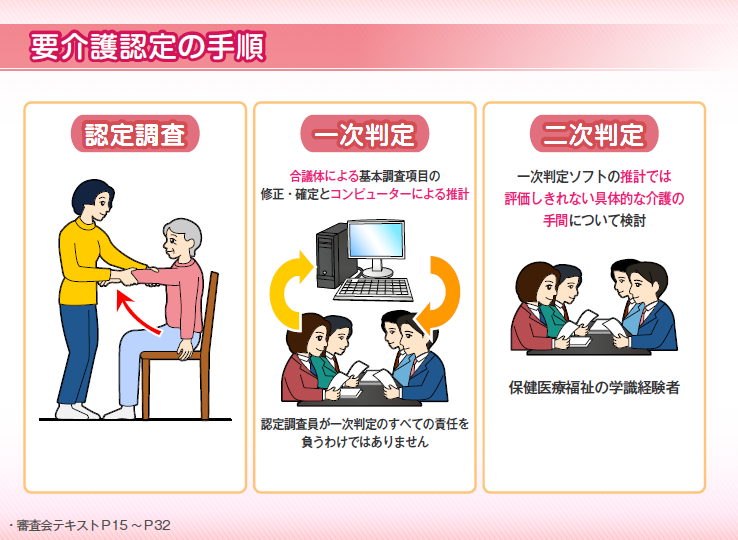 要介護認定の手順
認定調査
一次判定
合議体による基本調査項目の
修正・確定とコンピューターによる推計
認定調査員が一次判定のすべての責任を
負うわけではありません
二次判定
一次判定ソフトの推計では
評価しきれない具体的な介護の
手間について検討
保健医療福祉の学識経験者
・審査会テキストP15～P32